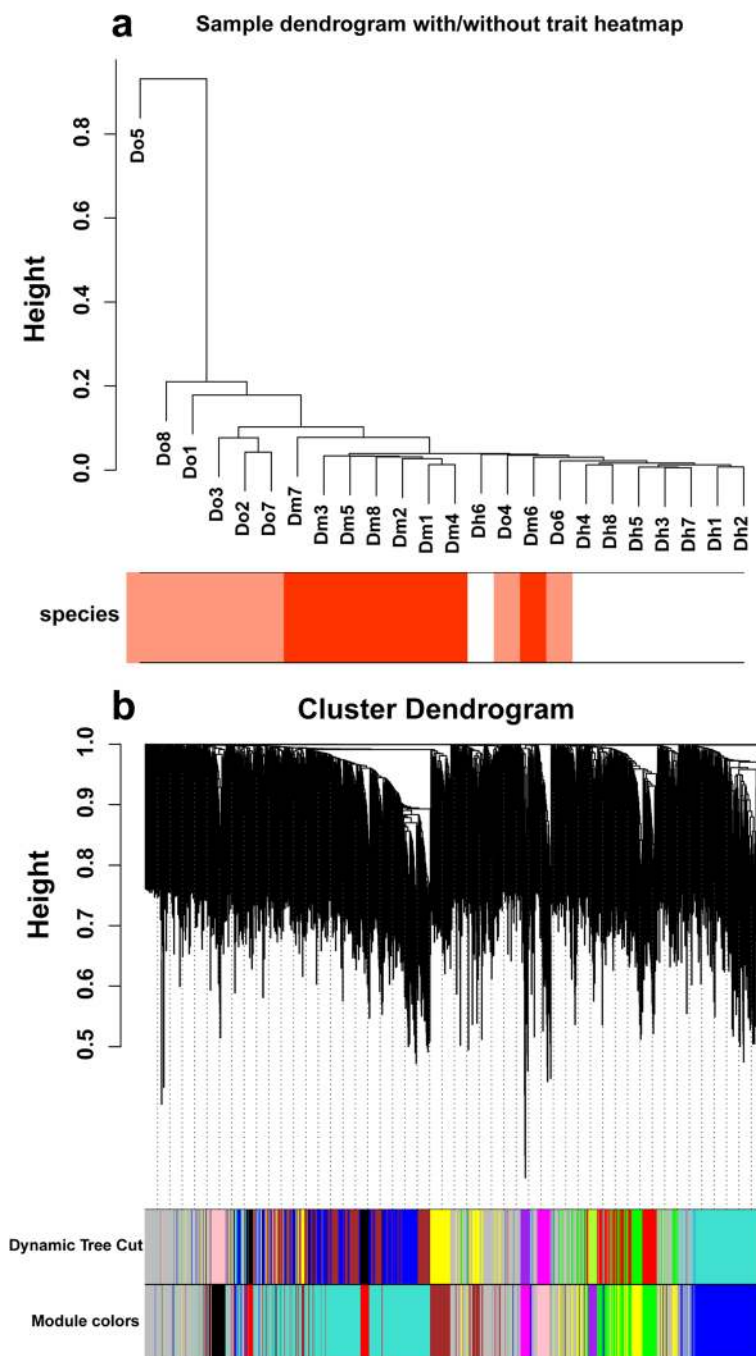 a Sample dendrogram with/without trait heatmap
Height
0.8
0.6
0.4
0.2
0.0
Do5
Do8
Do1
Do3
Do2
Do7
Dm7
Dm3
Dm5
Dm8
Dm2
Dm1
Dm4
Dh6
Do4
Dm6
Do6
Dh4
Dh8
Dh5
Dh3
Dh7
Dh1
Dh2
species
b Cluster Dendrogram
Height
1.0
0.9
0.8
0.7
0.6
0.5
Dynamic Tree Cut
Module colors